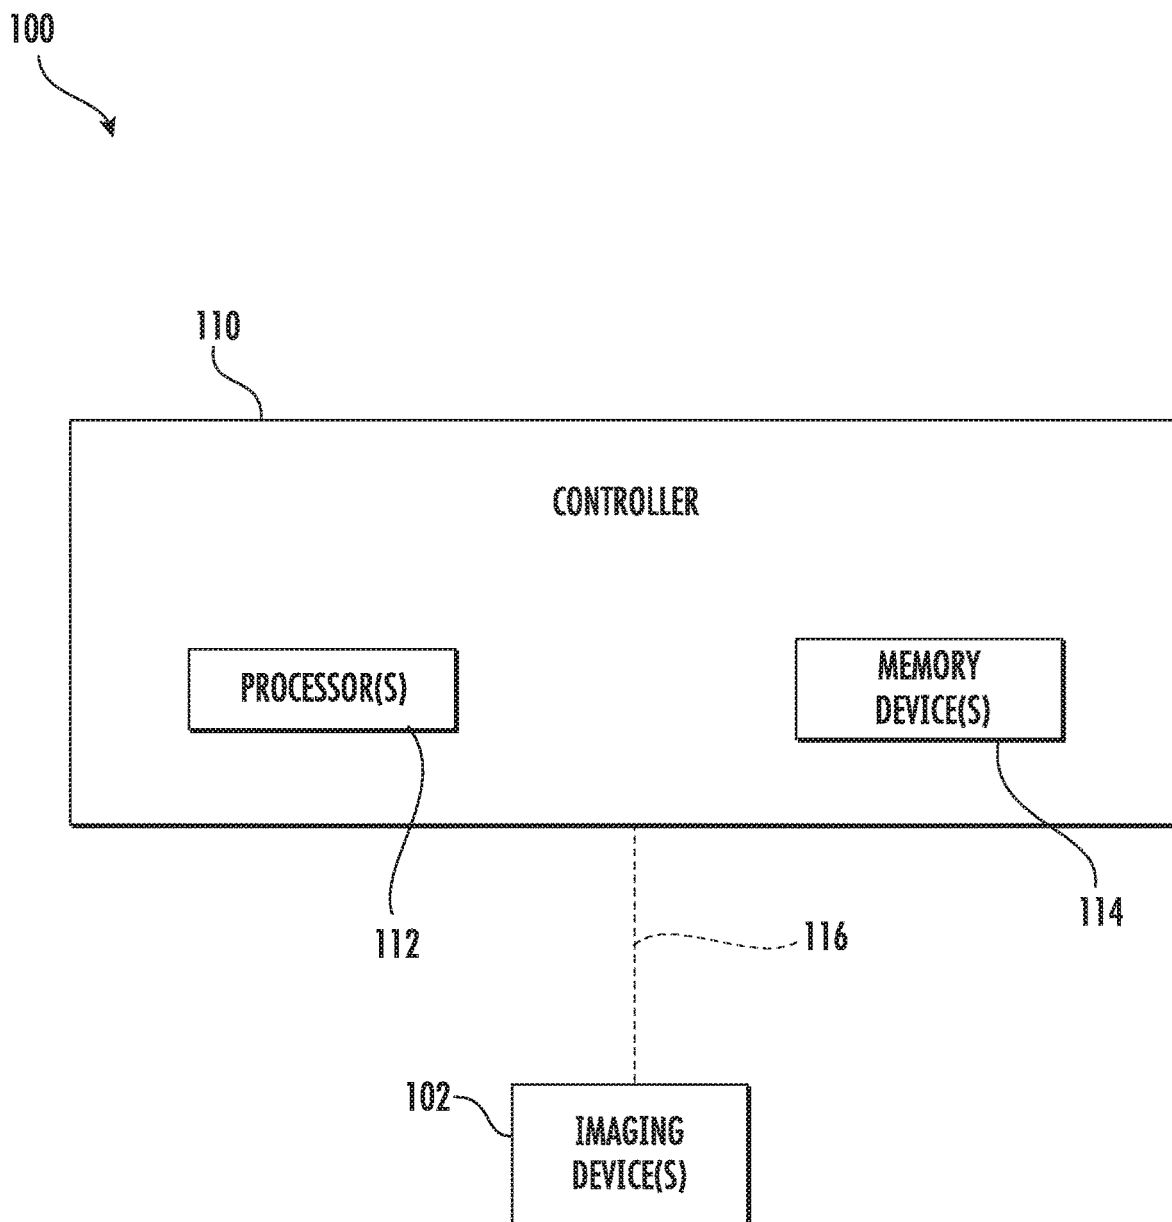 100
110
CONTROLLER
PROCESSOR(S)
MEMORY
DEVICE(S)
112
116
114
102
IMAGING
DEVICE(S)